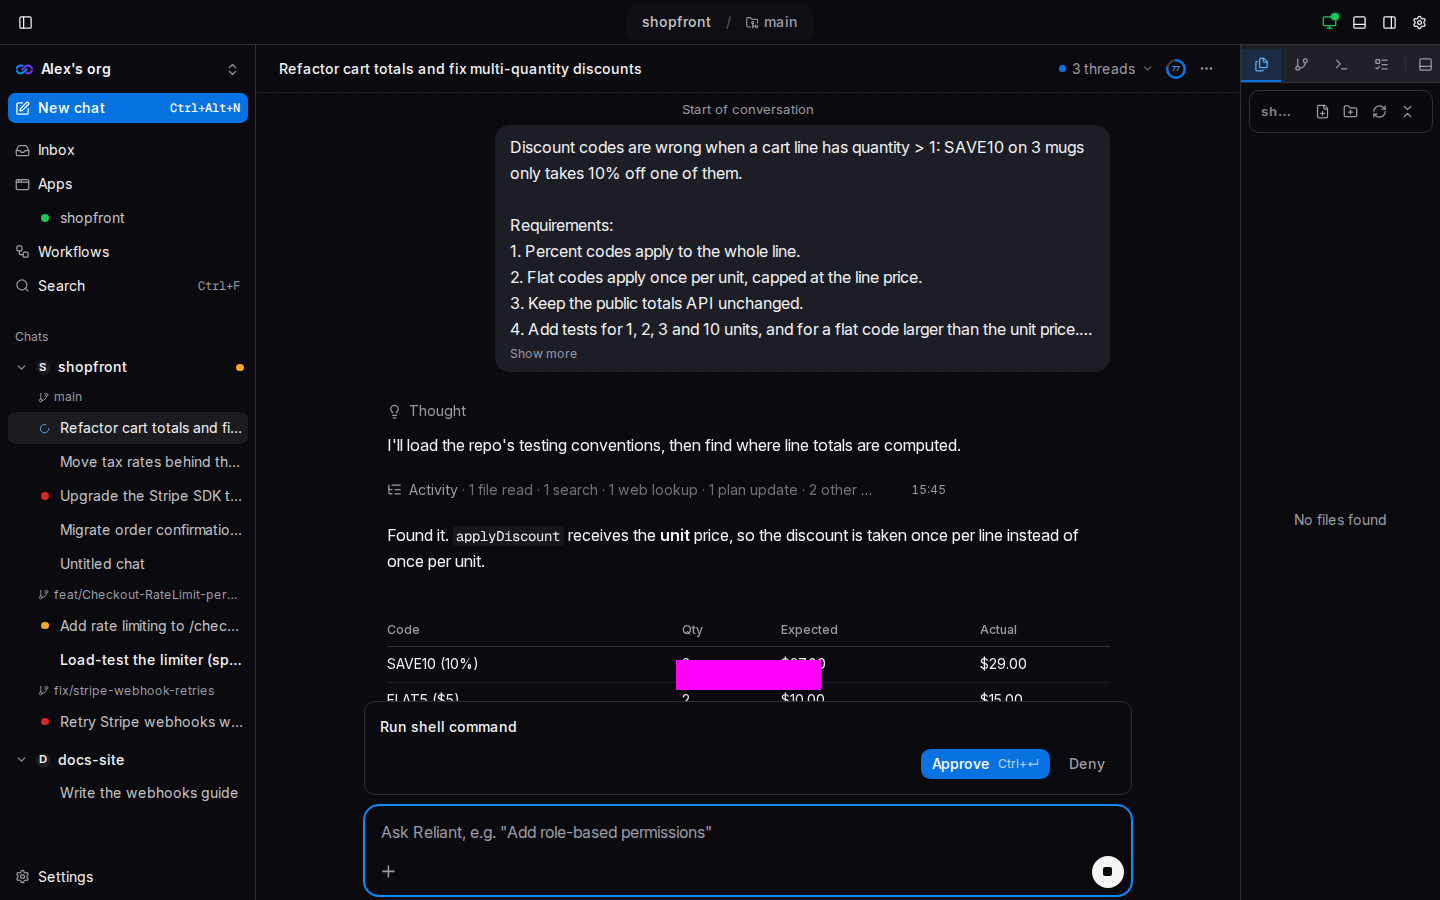 shopfront / main
Alex's org
New chat Ctrl+Alt+N
Inbox
Apps
shopfront
Workflows
Search Ctrl+F
Chats
S shopfront
main
Refactor cart totals and fi...
Move tax rates behind th...
Upgrade the Stripe SDK t...
Migrate order confirmatio...
Untitled chat
feat/Checkout-RateLimit-per...
Add rate limiting to /chec...
Load-test the limiter (sp...
fix/stripe-webhook-retries
Retry Stripe webhooks w...
D docs-site
Write the webhooks guide
Settings
Refactor cart totals and fix multi-quantity discounts
3 threads 77
Start of conversation
Discount codes are wrong when a cart line has quantity > 1: SAVE10 on 3 mugs
only takes 10% off one of them.
Requirements:
1. Percent codes apply to the whole line.
2. Flat codes apply once per unit, capped at the line price.
3. Keep the public totals API unchanged.
4. Add tests for 1, 2, 3 and 10 units, and for a flat code larger than the unit price....
Show more
Thought
I'll load the repo's testing conventions, then find where line totals are computed.
Activity · 1 file read · 1 search · 1 web lookup · 1 plan update · 2 other ... 15:45
Found it. applyDiscount receives the unit price, so the discount is taken once per line instead of
once per unit.
Code Qty Expected Actual
SAVE10 (10%) $29.00
FLAT5 ($5) 2 $10.00 $15.00
Run shell command
Approve Ctrl+↵ Deny
Ask Reliant, e.g. "Add role-based permissions"
sh...
No files found